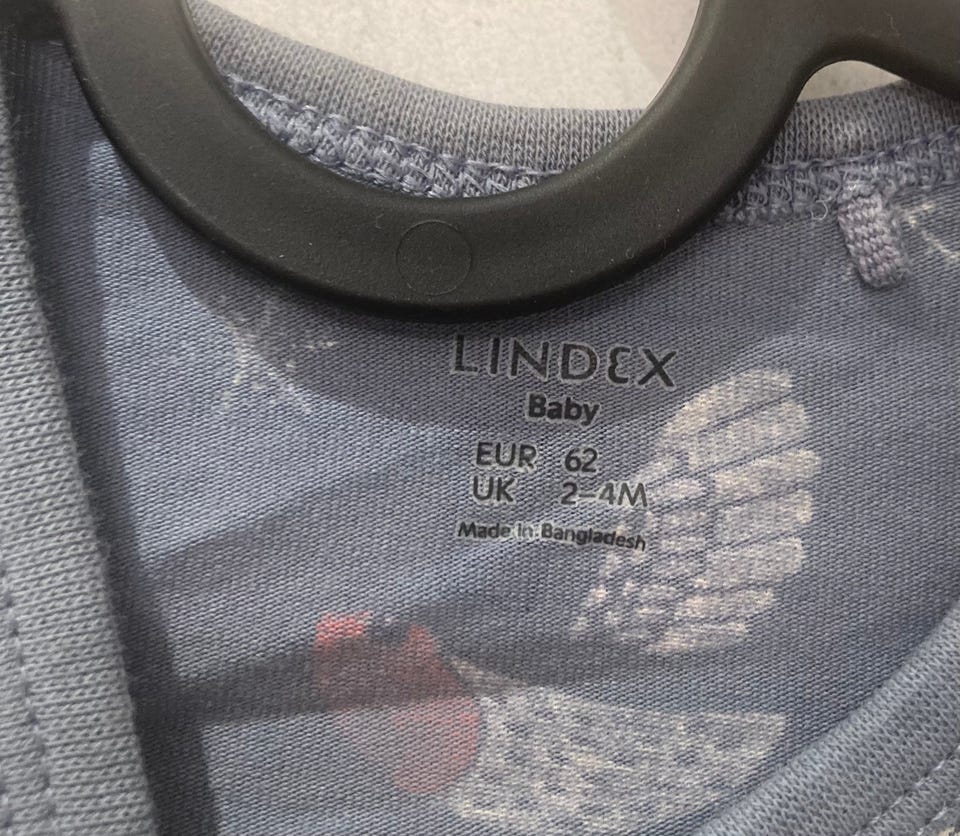 LINDEX
Baby
EUR 62
UK 2-4M
Made in Bangladesh